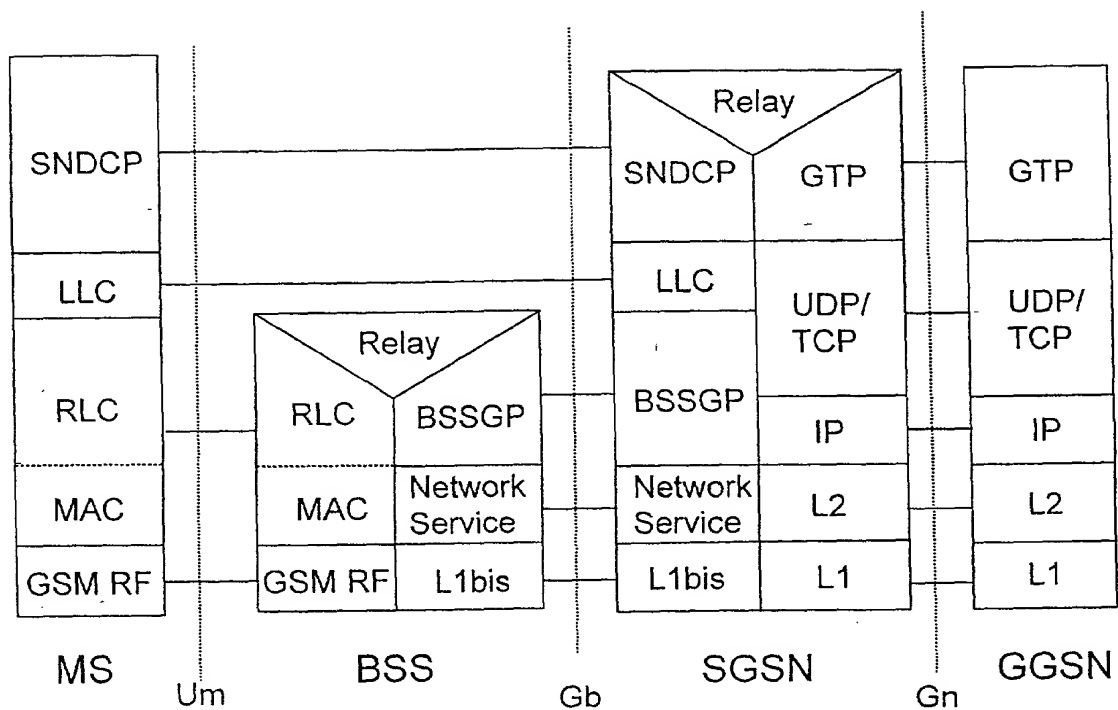 Relay
SNDCP
SNDCP
GTP
GTP
LLC
LLC
UDP/
TCP
UDP/
TCP
Relay
RLC
RLC
BSSGP
BSSGP
IP
IP
MAC
MAC
Network
Service
Network
Service
L2
L2
GSM RF
GSM RF
L1bis
L1bis
L1
L1
MS
BSS
SGSN
GGSN
Um
Gb
Gn